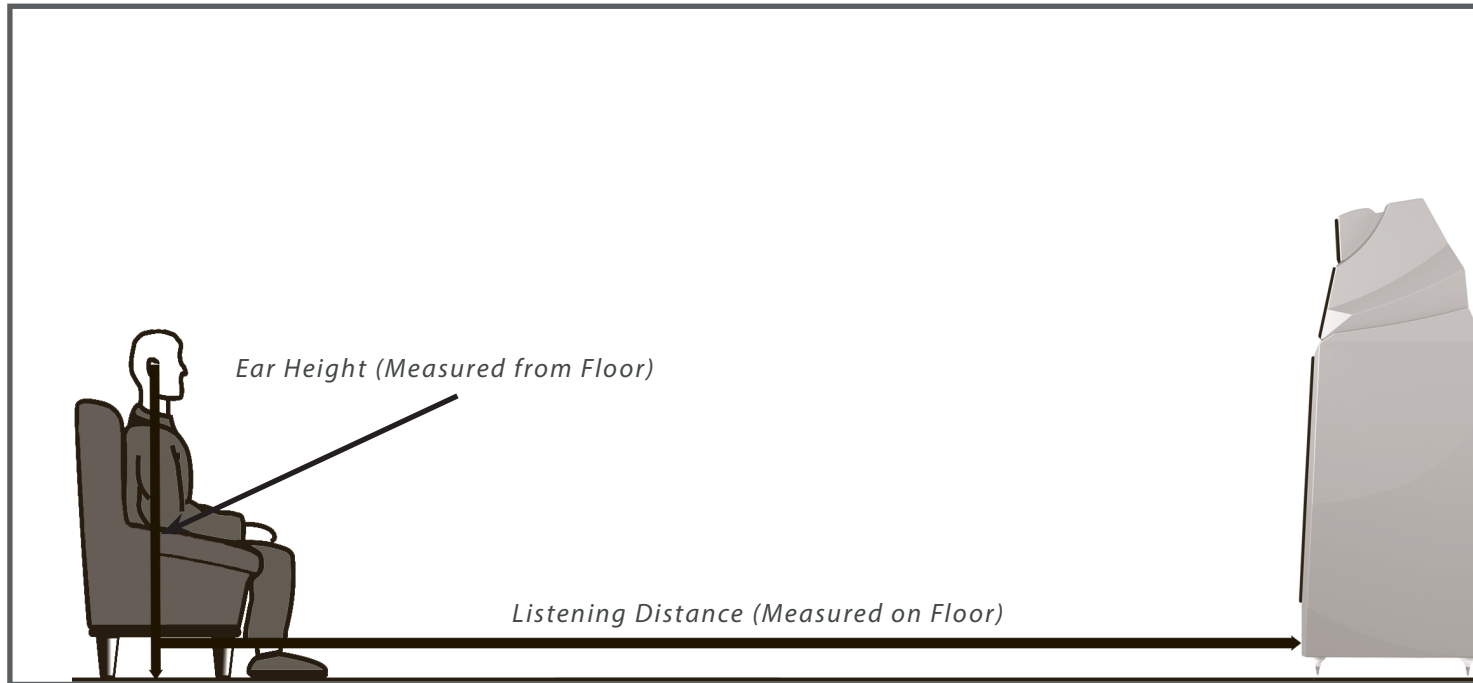 Ear Height (Measured from Floor)
Listening Distance (Measured on Floor)